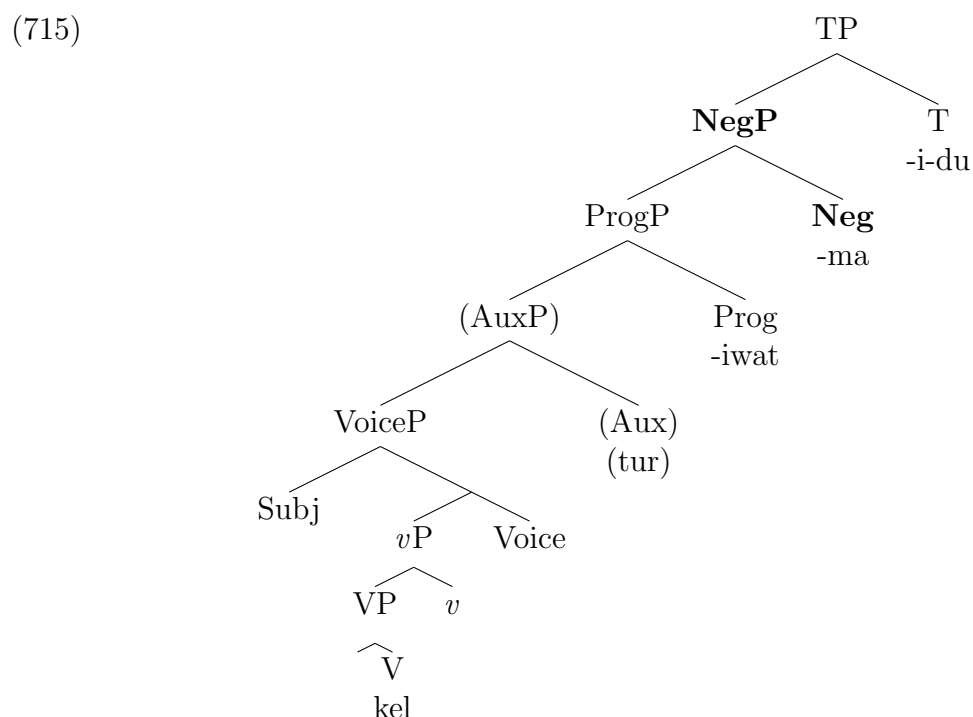 (715)
TP
NegP T
-i-du
ProgP Neg
-ma
(AuxP) Prog
-iwat
VoiceP (Aux)
(tur)
Subj
vP Voice
VP v
V
kel